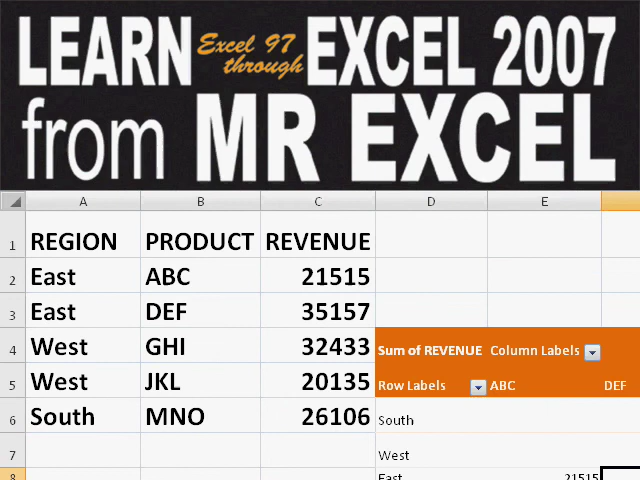 LEARN Excel 97 through EXCEL 2007
from MR EXCEL
A B C D E
1 REGION PRODUCT REVENUE
2 East ABC 21515
3 East DEF 35157
4 West GHI 32433 Sum of REVENUE Column Labels
5 West JKL 20135 Row Labels ABC DEF
6 South MNO 26106 South
7 West
8 East 21515